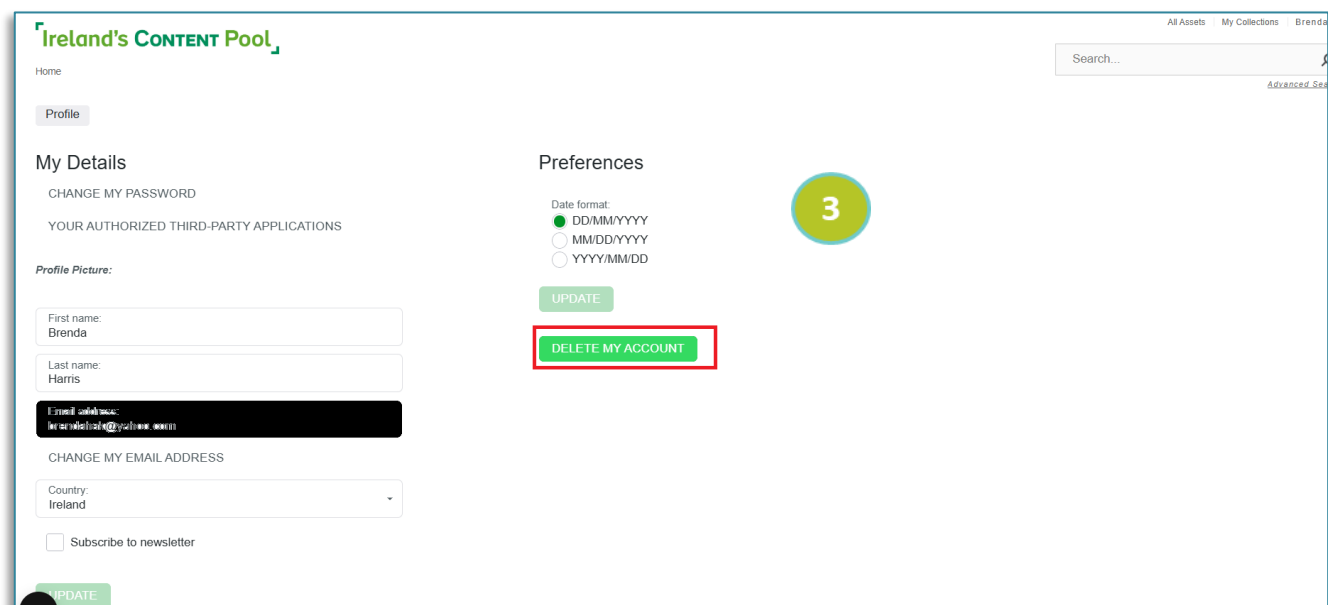 Ireland's Content Pool
All Assets
My Collections
Brenda
Search...
Advanced Sea
Home
Profile
My Details
CHANGE MY PASSWORD
YOUR AUTHORIZED THIRD-PARTY APPLICATIONS
Profile Picture:
First name:
Brenda
Last name:
Harris
Email address:
CHANGE MY EMAIL ADDRESS
Country:
Ireland
Subscribe to newsletter
UPDATE
Preferences
Date format:
DD/MM/YYYY
MM/DD/YYYY
YYYY/MM/DD
UPDATE
DELETE MY ACCOUNT
3